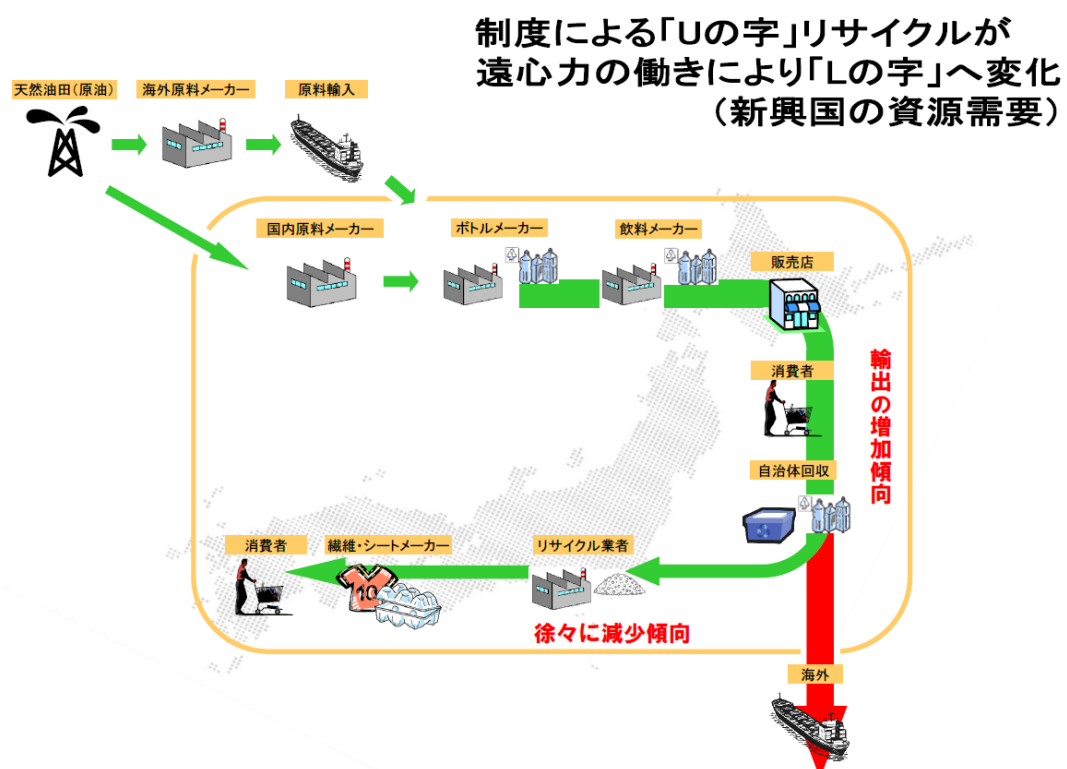 制度による「Uの字」リサイクルが
遠心力の働きにより「Lの字」へ変化
（新興国の資源需要）
天然油田（原油）
海外原料メーカー
原料輸入
国内原料メーカー
ボトルメーカー
飲料メーカー
販売店
消費者
輸出の増加傾向
自治体回収
消費者
繊維・シートメーカー
10
リサイクル業者
徐々に減少傾向
海外